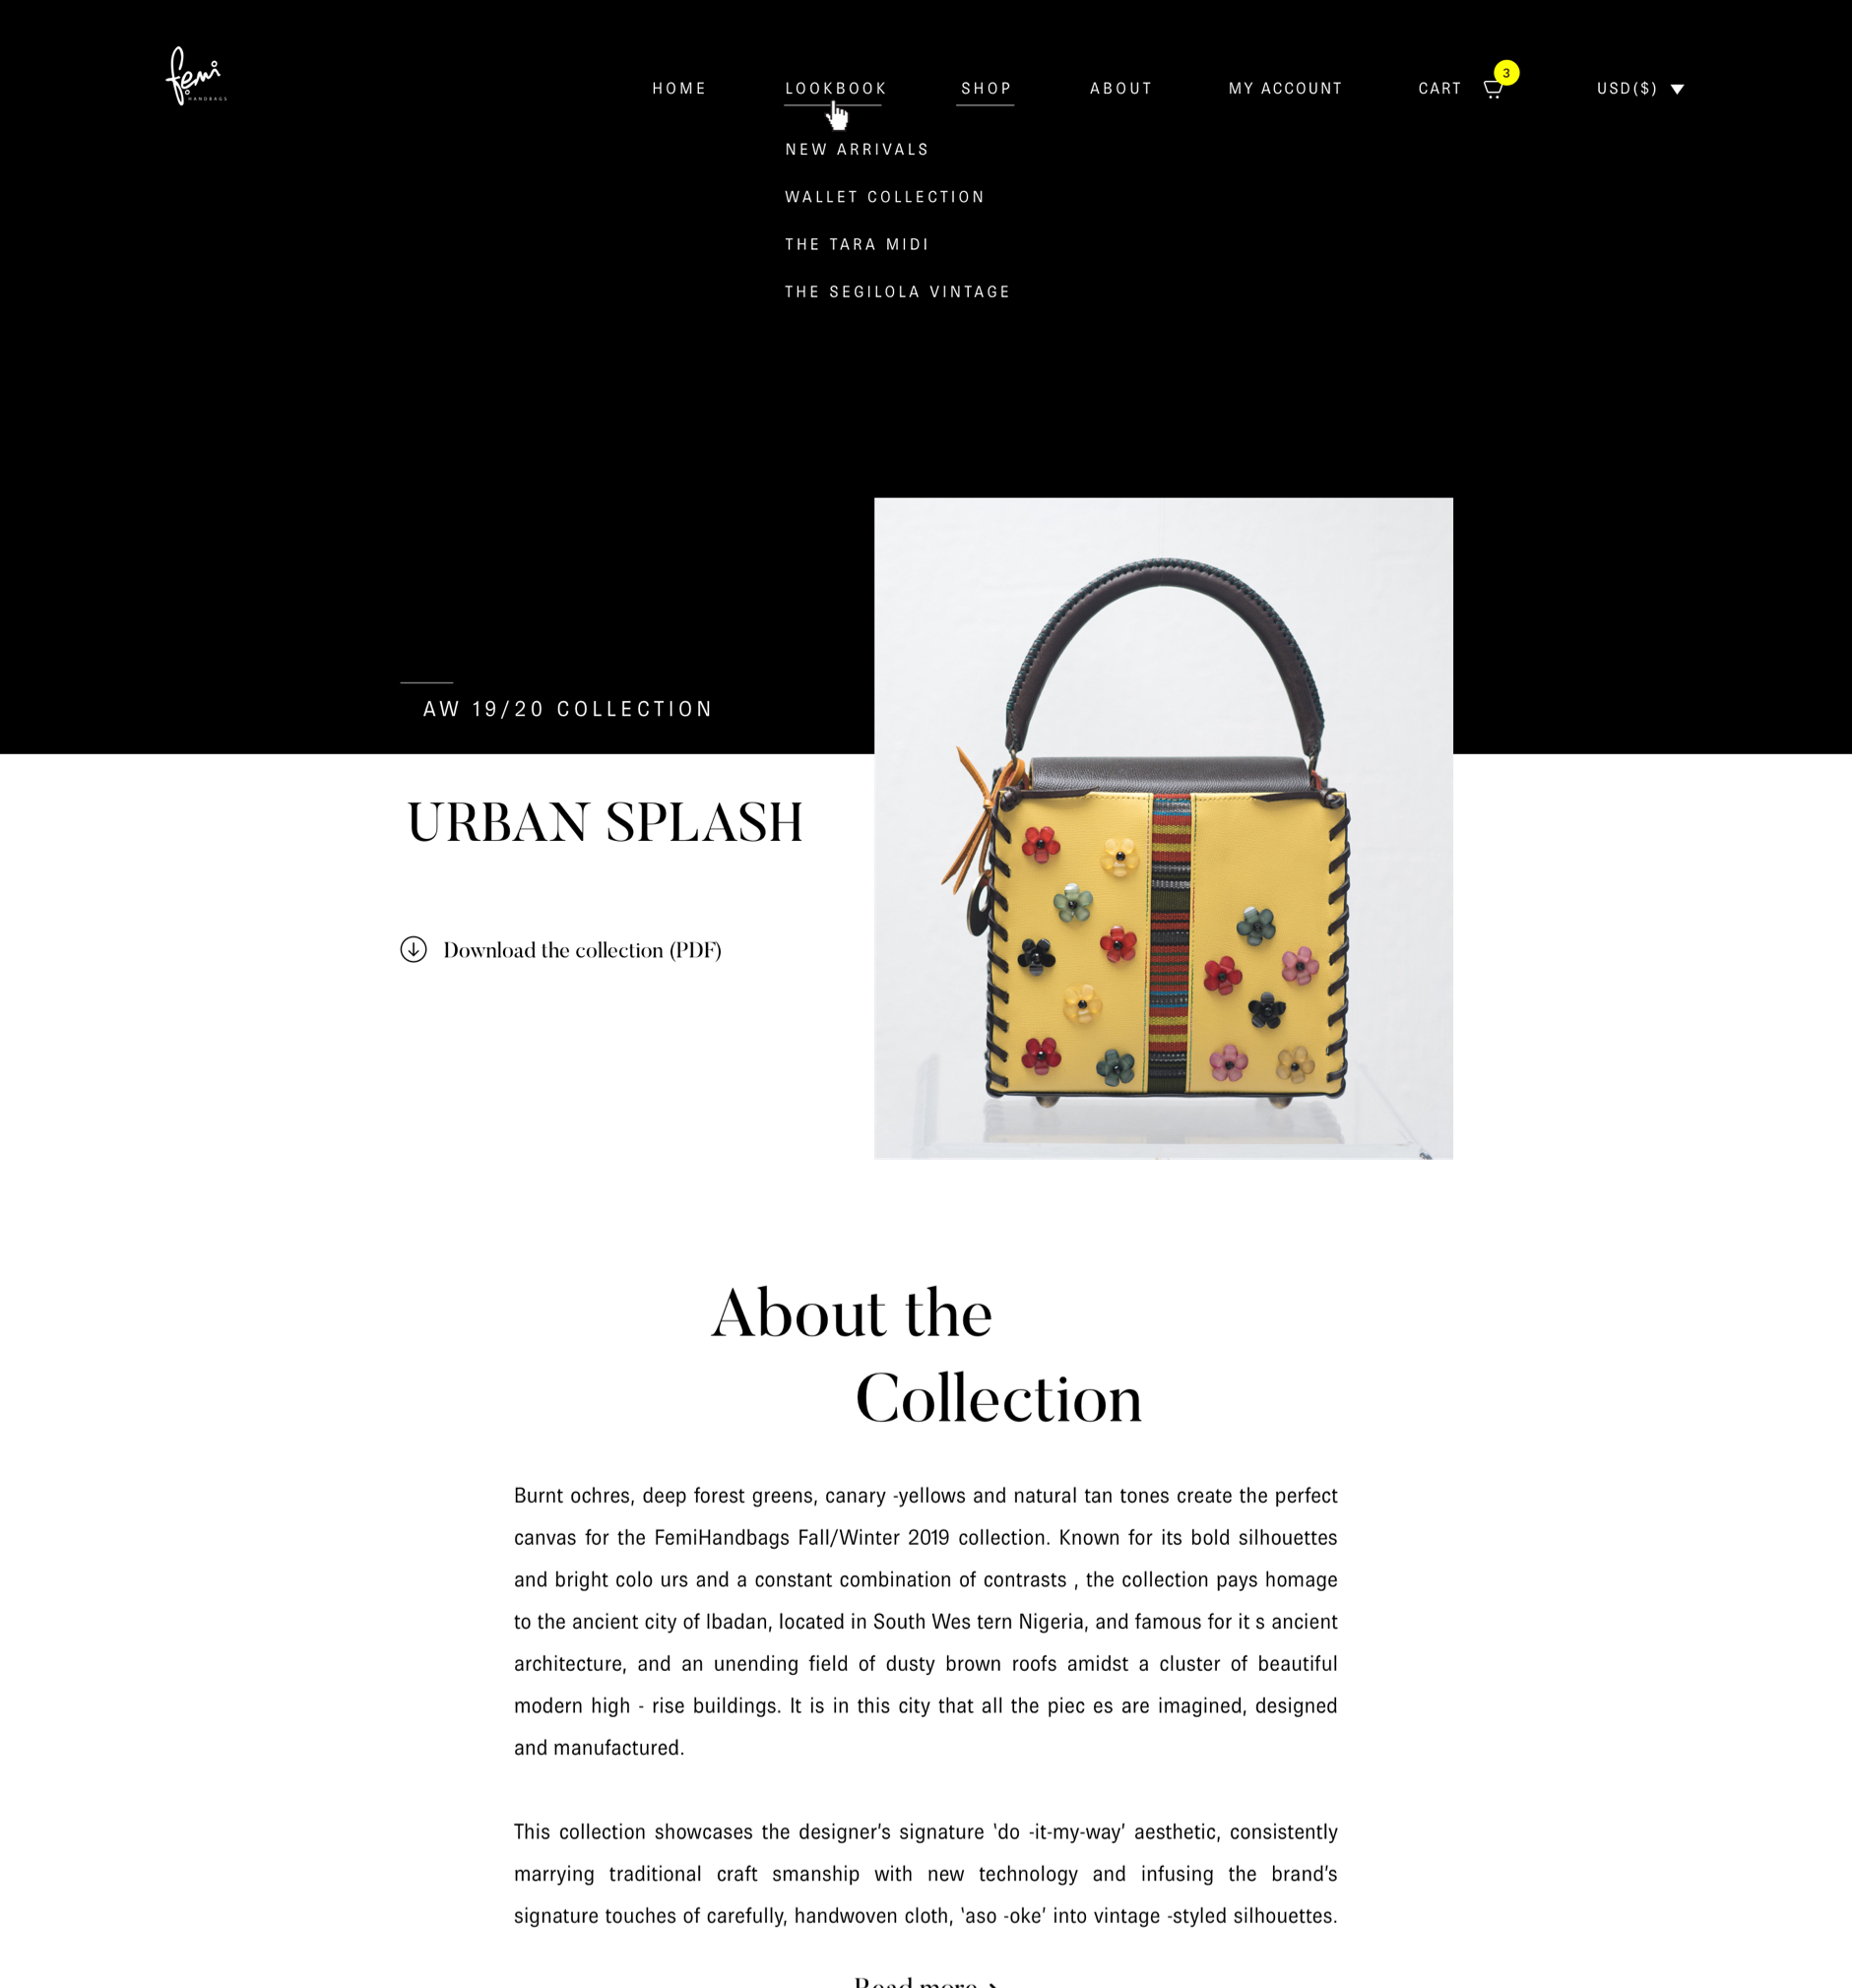 femi
HANDBAGS
HOME LOOKBOOK SHOP ABOUT MY ACCOUNT CART 3 USD($)
NEW ARRIVALS
WALLET COLLECTION
THE TARA MIDI
THE SEGILOLA VINTAGE
AW 19/20 COLLECTION
URBAN SPLASH
Download the collection (PDF)
About the
Collection
Burnt ochres, deep forest greens, canary -yellows and natural tan tones create the perfect
canvas for the FemiHandbags Fall/Winter 2019 collection. Known for its bold silhouettes
and bright colo urs and a constant combination of contrasts , the collection pays homage
to the ancient city of Ibadan, located in South Wes tern Nigeria, and famous for it s ancient
architecture, and an unending field of dusty brown roofs amidst a cluster of beautiful
modern high - rise buildings. It is in this city that all the piec es are imagined, designed
and manufactured.
This collection showcases the designer’s signature ‘do -it-my-way’ aesthetic, consistently
marrying traditional craft smanship with new technology and infusing the brand’s
signature touches of carefully, handwoven cloth, ‘aso -oke’ into vintage -styled silhouettes.
Read more